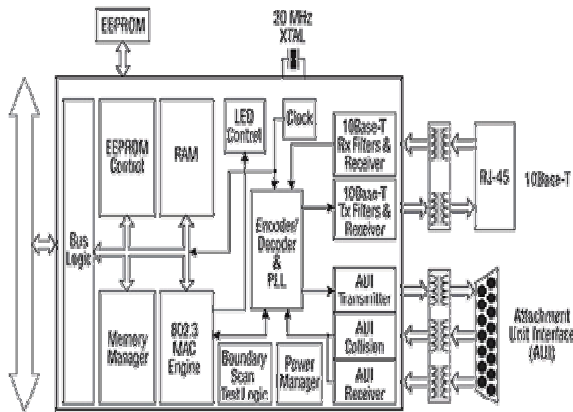 EEPROM
20 MHz
XTAL
EEPROM
Control
RAM
LED
Control
Clock
10Base-T
Rx Filters &
Receiver
RJ-45
10Base-T
10Base-T
Tx Filters &
Receiver
Bus
Logic
Encoder/
Decoder
&
PLL
Memory
Manager
802.3
MAC
Engine
Boundary
Scan
Test Logic
Power
Manager
AUI
Transmitter
AUI
Collision
AUI
Receiver
Attachment
Unit Interface
(AUI)